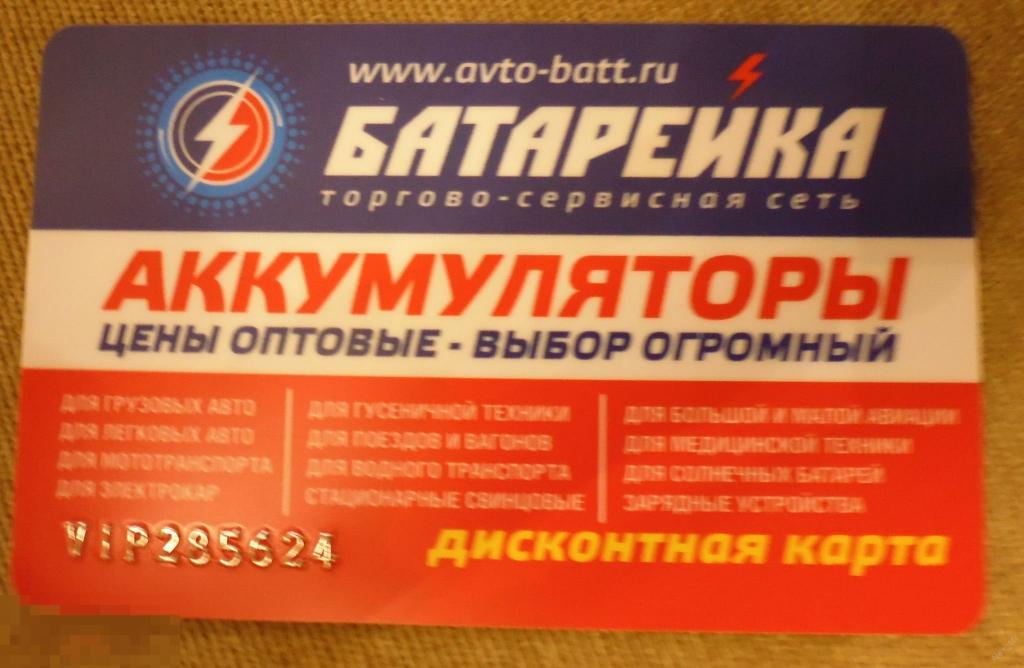 www.avto-batt.ru
БАТАРЕЙКА
торгово-сервисная сеть
АККУМУЛЯТОРЫ
ЦЕНЫ ОПТОВЫЕ - ВЫБОР ОГРОМНЫЙ
ДЛЯ ГРУЗОВЫХ АВТО
ДЛЯ ЛЕГКОВЫХ АВТО
ДЛЯ МОТОТРАНСПОРТА
ДЛЯ ЭЛЕКТРОКАР
ДЛЯ ГУСЕНИЧНОЙ ТЕХНИКИ
ДЛЯ ПОЕЗДОВ И ВАГОНОВ
ДЛЯ ВОДНОГО ТРАНСПОРТА
СТАЦИОНАРНЫЕ СВИНЦОВЫЕ
ДЛЯ БОЛЬШОЙ И МАЛОЙ АВИАЦИИ
ДЛЯ МЕДИЦИНСКОЙ ТЕХНИКИ
ДЛЯ СОЛНЕЧНЫХ БАТАРЕЙ
ЗАРЯДНЫЕ УСТРОЙСТВА
VIP285624
дисконтная карта